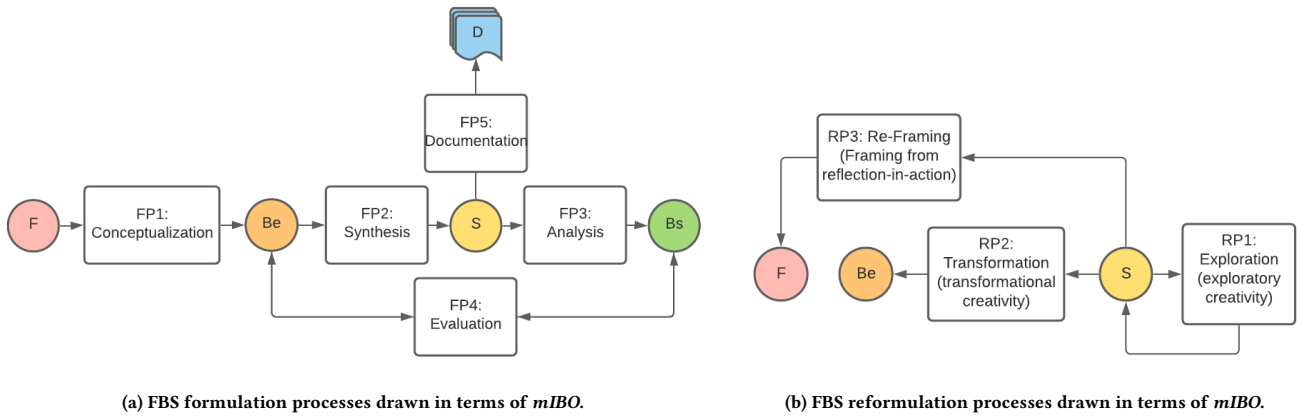 D
FP5:
Documentation
F
FP1:
Conceptualization
Be
FP2:
Synthesis
S
FP3:
Analysis
Bs
FP4:
Evaluation
(a) FBS formulation processes drawn in terms of mIBO.
RP3: Re-Framing
(Framing from
reflection-in-action)
F
Be
RP2:
Transformation
(transformational
creativity)
S
RP1:
Exploration
(exploratory
creativity)
(b) FBS reformulation processes drawn in terms of mIBO.